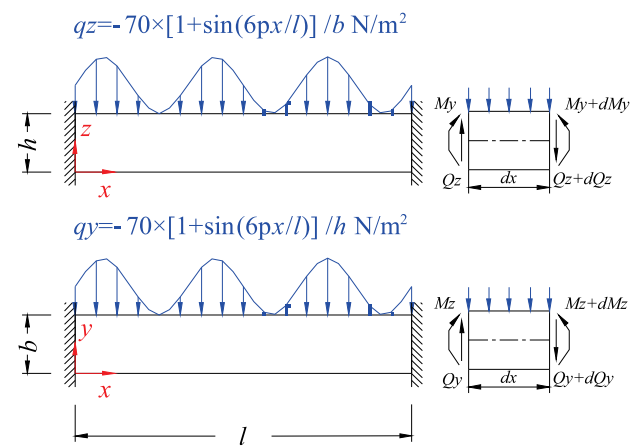 qz=-70×[1+sin(6px/l)] /b N/m²
h
z
x
My
My+dMy
Qz
dx
Qz+dQz
qy=-70×[1+sin(6px/l)] /h N/m²
b
y
x
Mz
Mz+dMz
Qy
dx
Qy+dQy
l